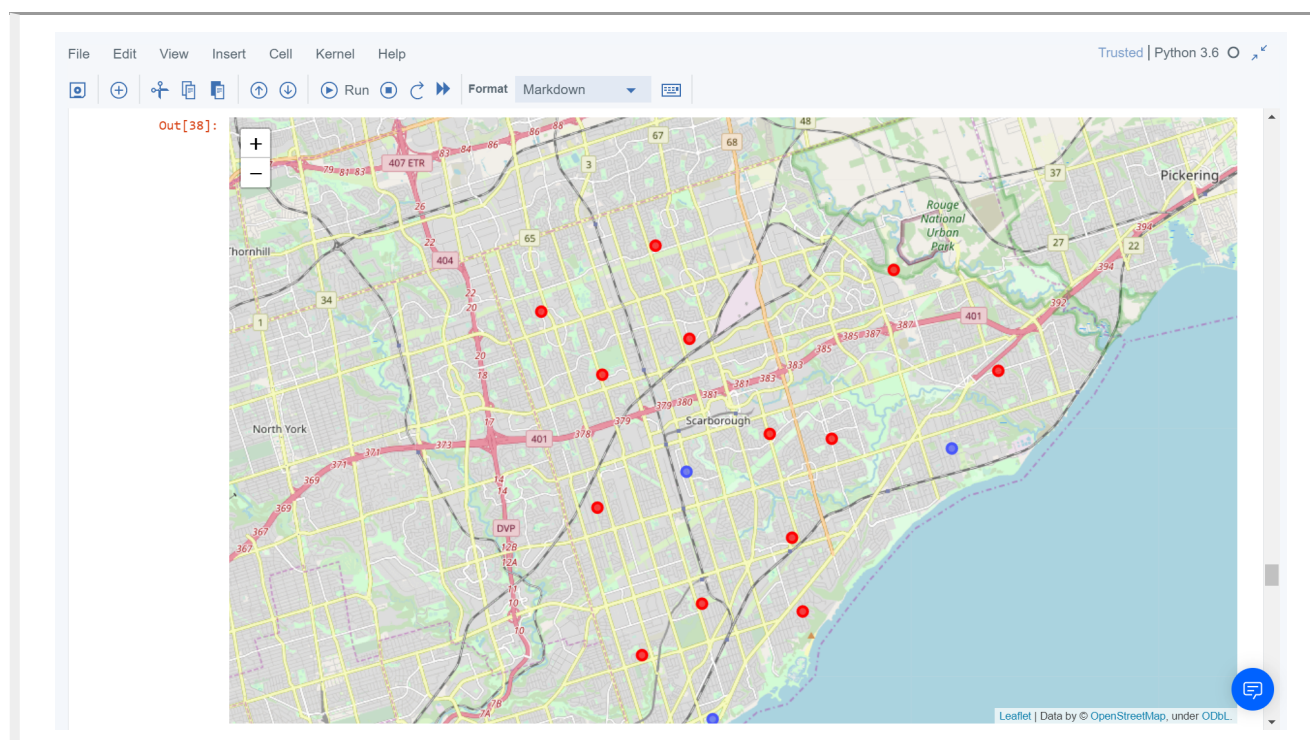 File Edit View Insert Cell Kernel Help Trusted | Python 3.6
Run Format Markdown
Out[38]:
+
−
48
86 88
67
68
84 86
83
3
407 ETR
79 81 83
37
Pickering
26
Rouge
National
Urban
Park
394
22
65
27
22
Thornhill
404
394
22
20
34
392
1
401
387
385 387
385
20
383
18
381 383
381
379 380
17
379
Scarborough
North York
378
401
373
371
371
369
14
14
369
DVP
367
367
12B
12A
11
10
10
7B
7A
Leaflet | Data by © OpenStreetMap, under ODbL.